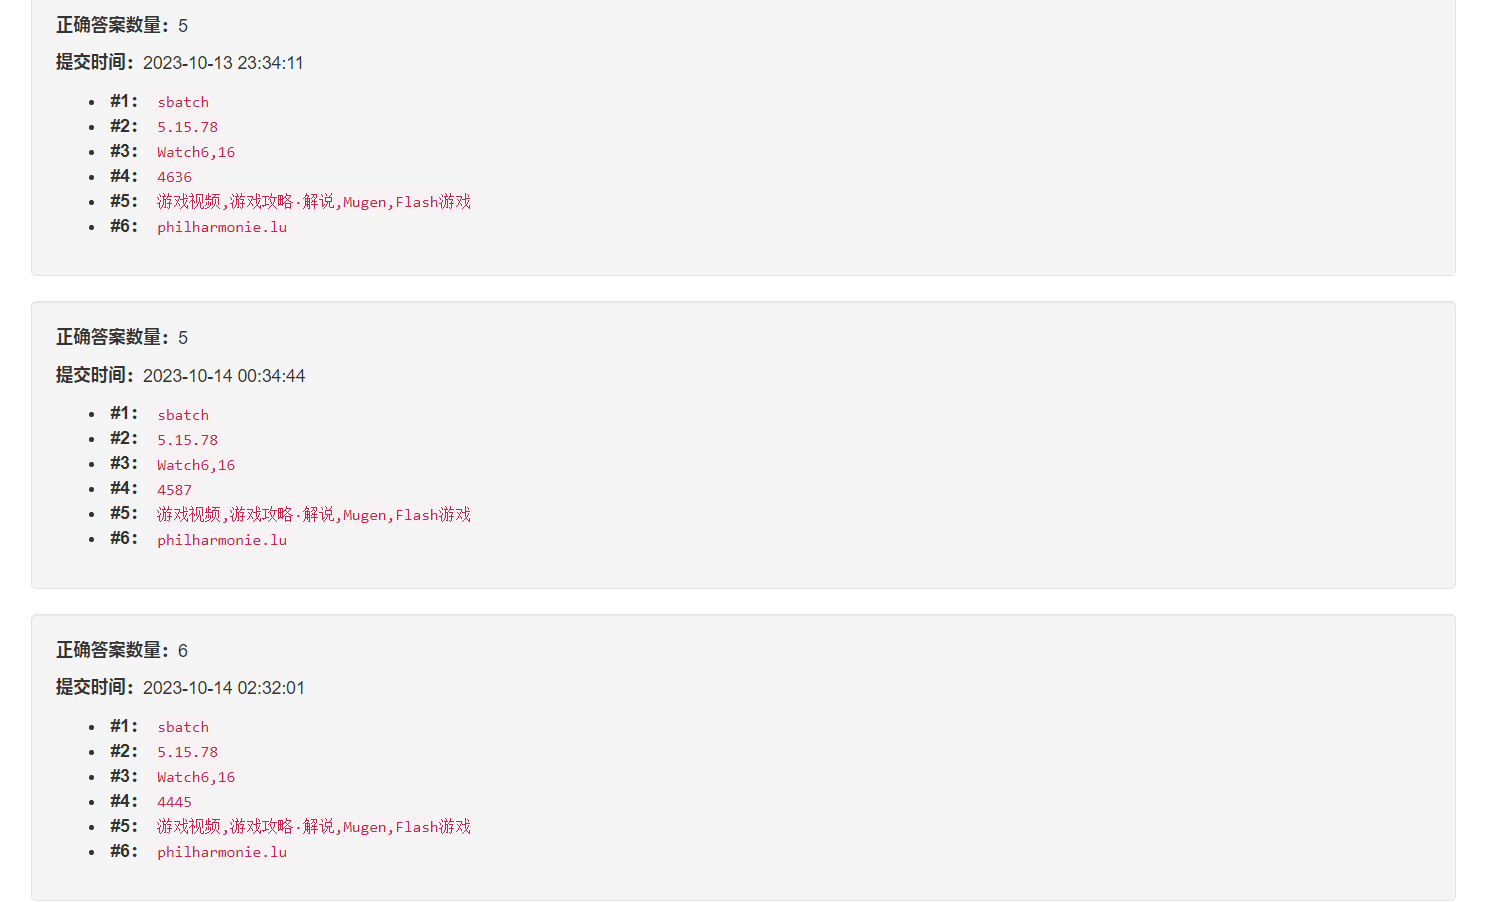 正确答案数量：5
提交时间：2023-10-13 23:34:11
#1： sbatch
#2： 5.15.78
#3： Watch6,16
#4： 4636
#5： 游戏视频,游戏攻略·解说,Mugen,Flash游戏
#6： philharmonie.lu
正确答案数量：5
提交时间：2023-10-14 00:34:44
#1： sbatch
#2： 5.15.78
#3： Watch6,16
#4： 4587
#5： 游戏视频,游戏攻略·解说,Mugen,Flash游戏
#6： philharmonie.lu
正确答案数量：6
提交时间：2023-10-14 02:32:01
#1： sbatch
#2： 5.15.78
#3： Watch6,16
#4： 4445
#5： 游戏视频,游戏攻略·解说,Mugen,Flash游戏
#6： philharmonie.lu